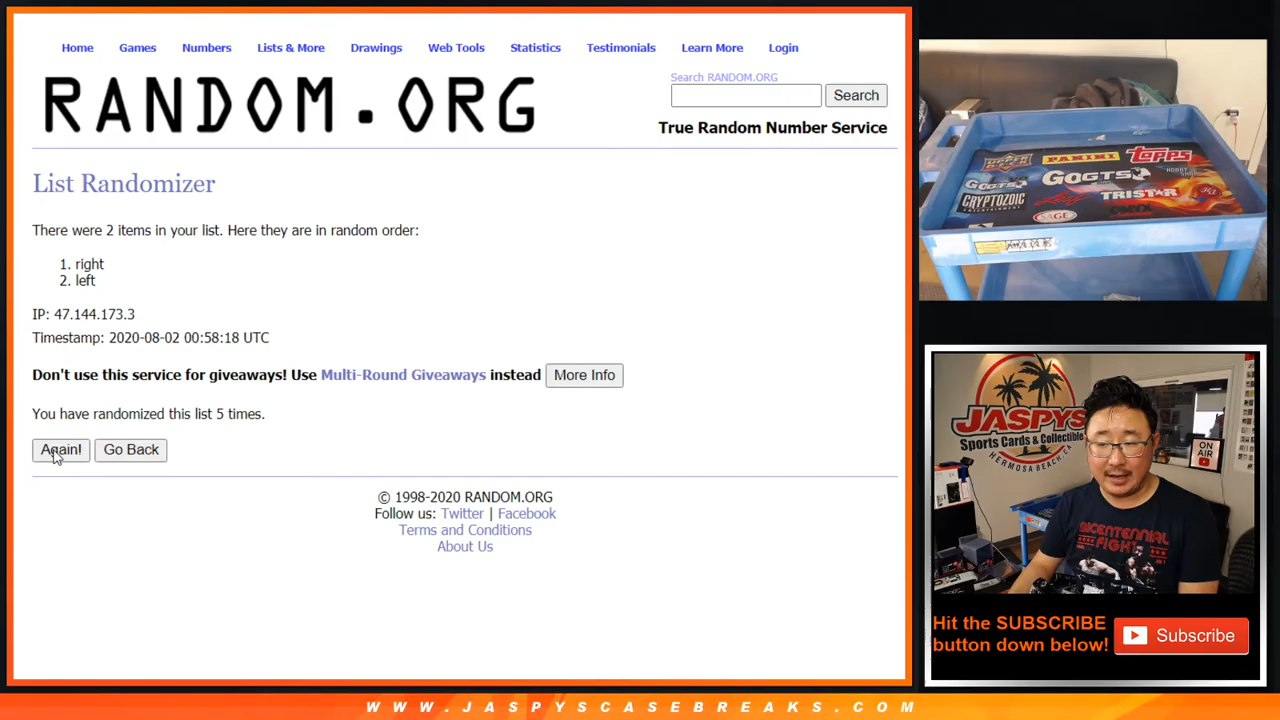 Home Games Numbers Lists & More Drawings Web Tools Statistics Testimonials Learn More Login
RANDOM.ORG
Search RANDOM.ORG
Search
True Random Number Service
List Randomizer
There were 2 items in your list. Here they are in random order:
1. right
2. left
IP: 47.144.173.3
Timestamp: 2020-08-02 00:58:18 UTC
Don't use this service for giveaways! Use Multi-Round Giveaways instead More Info
You have randomized this list 5 times.
Again! Go Back
© 1998-2020 RANDOM.ORG
Follow us: Twitter | Facebook
Terms and Conditions
About Us
UPPER DECK PANINI TOPPS
GOGTS GOGTS
CRYPTOZOIC Leaf TRISTAR
ENTERTAINMENT
SAGE
JASPYS
Sports Cards & Collectible
HERMOSA BEACH, CA
ON AIR
BICENTENNIAL
FIGHT
Hit the SUBSCRIBE
button down below!
Subscribe
WWW.JASPYSCASEBREAKS.COM